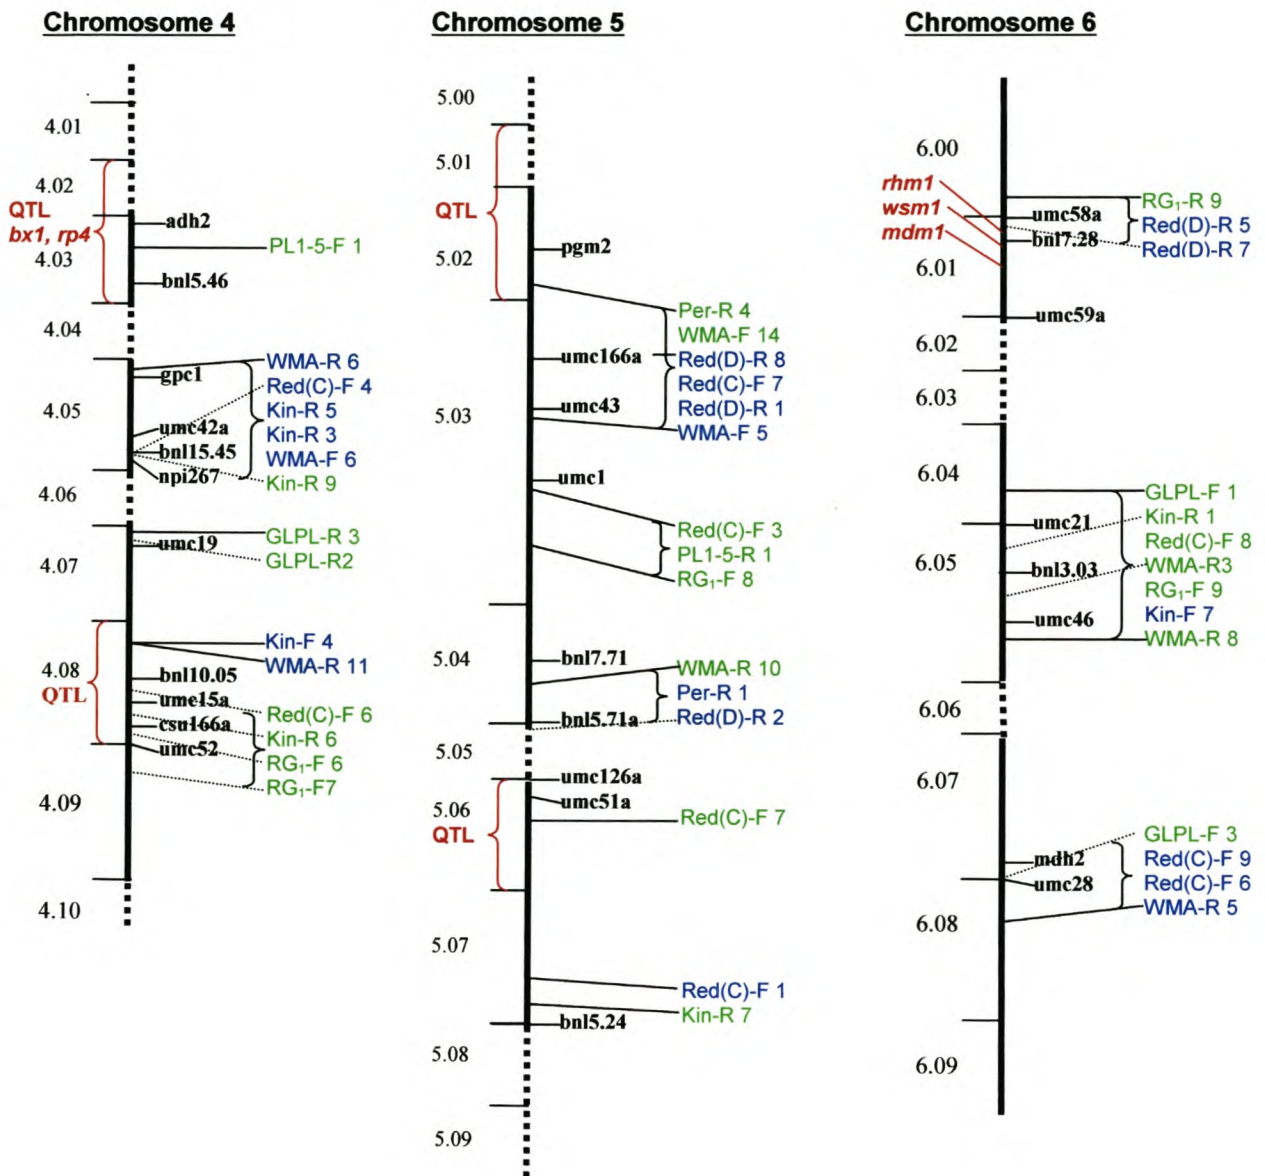 Chromosome 4
4.01
4.02
QTL
bx1, rp4
4.03
adh2
PL1-5-F 1
bnl5.46
4.04
WMA-R 6
gpc1
Red(C)-F 4
4.05
Kin-R 5
umc42a
Kin-R 3
bnl15.45
WMA-F 6
npi267
Kin-R 9
4.06
GLPL-R 3
umc19
GLPL-R2
4.07
Kin-F 4
WMA-R 11
4.08
QTL
bnl10.05
umc15a
Red(C)-F 6
csu166a
Kin-R 6
umc52
RG1-F 6
RG1-F7
4.09
4.10
Chromosome 5
5.00
5.01
QTL
5.02
pgm2
Per-R 4
WMA-F 14
umc166a
Red(D)-R 8
Red(C)-F 7
umc43
Red(D)-R 1
5.03
WMA-F 5
umc1
Red(C)-F 3
PL1-5-R 1
RG1-F 8
5.04
bnl7.71
WMA-R 10
Per-R 1
bnl5.71a
Red(D)-R 2
5.05
umc126a
5.06
umc51a
QTL
Red(C)-F 7
5.07
Red(C)-F 1
Kin-R 7
bnl5.24
5.08
5.09
Chromosome 6
6.00
rhm1
wsm1
mdm1
RG1-R 9
umc58a
Red(D)-R 5
bnl7.28
Red(D)-R 7
6.01
umc59a
6.02
6.03
6.04
GLPL-F 1
umc21
Kin-R 1
Red(C)-F 8
6.05
bnl3.03
WMA-R3
RG1-F 9
umc46
Kin-F 7
WMA-R 8
6.06
6.07
GLPL-F 3
mdh2
Red(C)-F 9
umc28
Red(C)-F 6
WMA-R 5
6.08
6.09